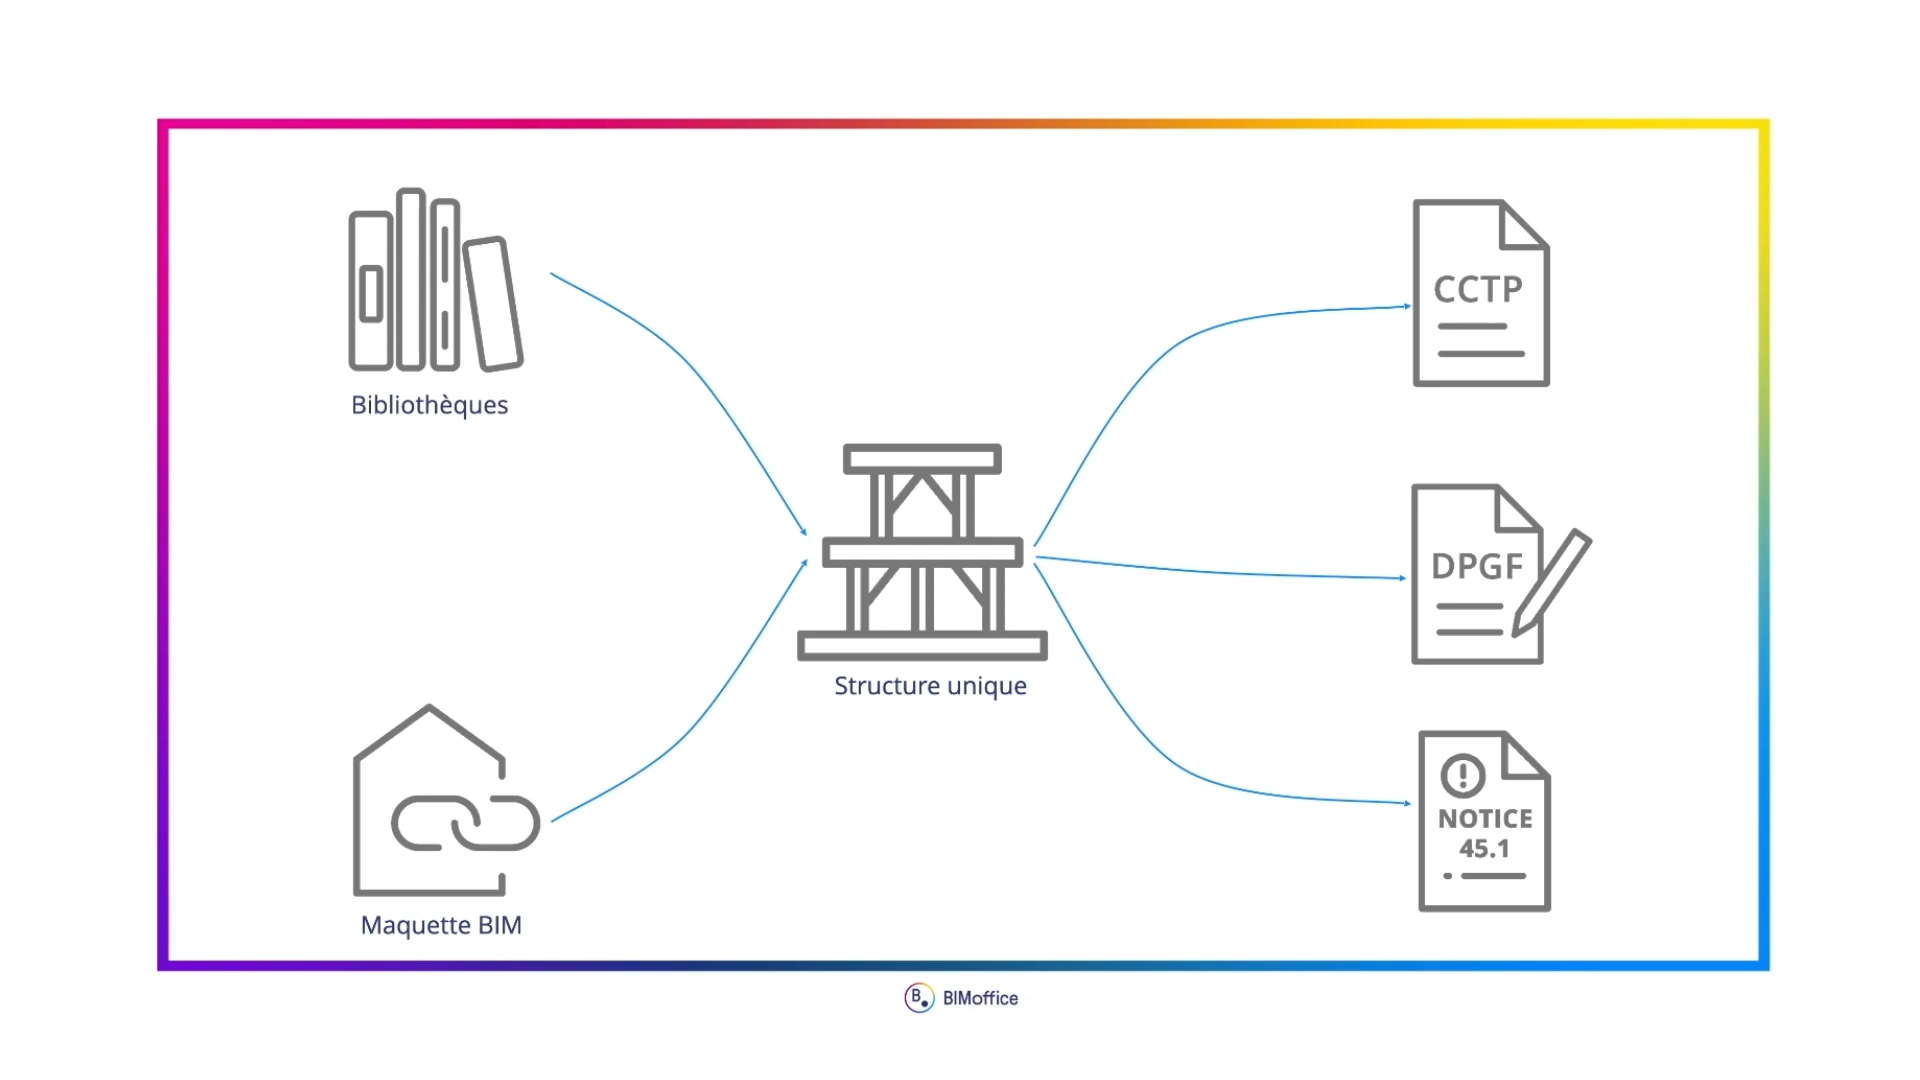 Bibliothèques
Maquette BIM
Structure unique
CCTP
DPGF
NOTICE
45.1
B.
BIMoffice